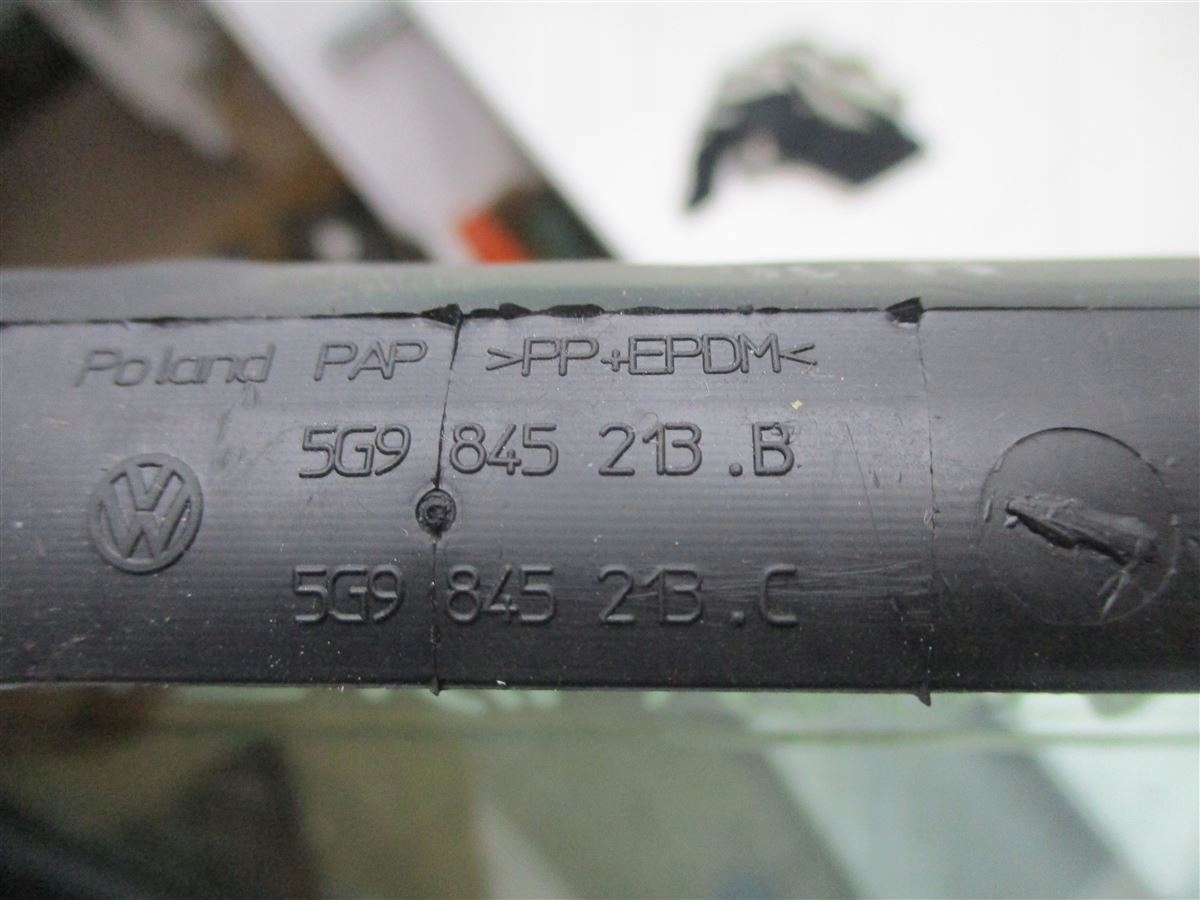 Poland PAP >PP+EPDM<
5G9 845 213 .B
5G9 845 213 .C